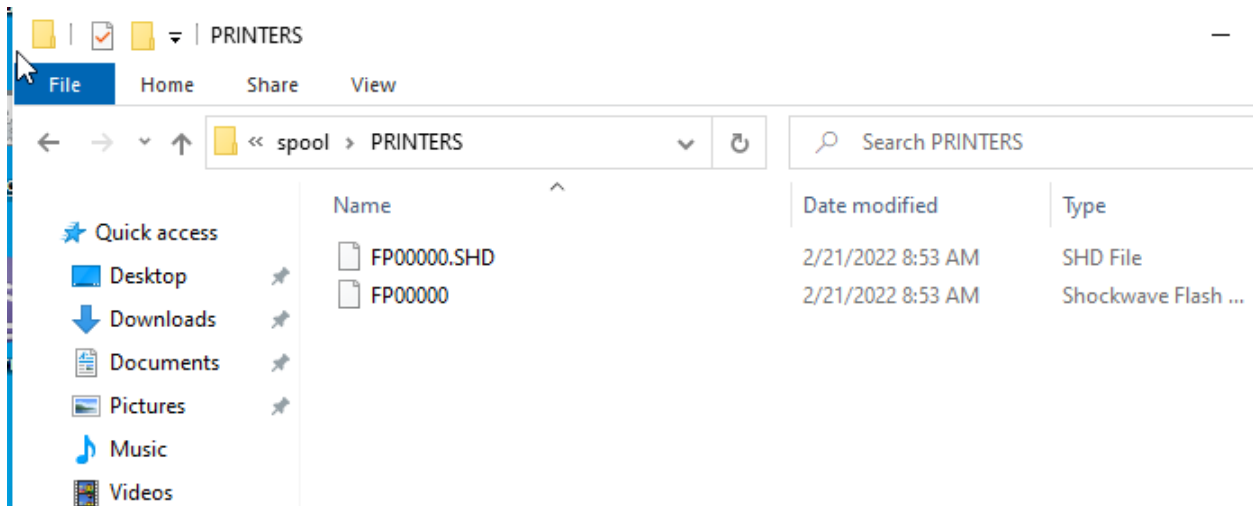 PRINTERS
File Home Share View
« spool > PRINTERS Search PRINTERS
Name Date modified Type
Quick access
Desktop
Downloads
Documents
Pictures
Music
Videos
FP00000.SHD 2/21/2022 8:53 AM SHD File
FP00000 2/21/2022 8:53 AM Shockwave Flash ...